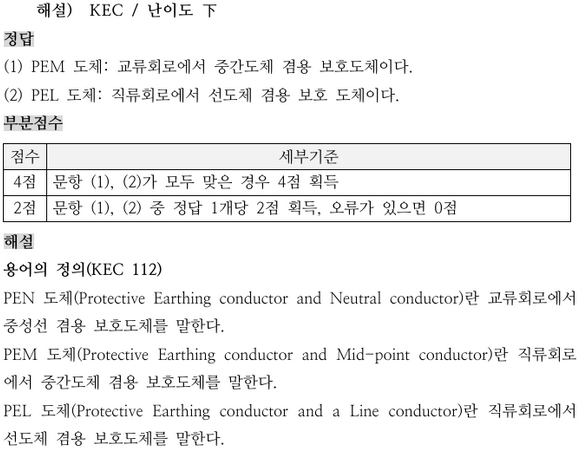 해설) KEC / 난이도 下
정답
(1) PEM 도체: 교류회로에서 중간도체 겸용 보호도체이다.
(2) PEL 도체: 직류회로에서 선도체 겸용 보호 도체이다.
부분점수
점수 세부기준
4점 문항 (1), (2)가 모두 맞은 경우 4점 획득
2점 문항 (1), (2) 중 정답 1개당 2점 획득, 오류가 있으면 0점
해설
용어의 정의(KEC 112)
PEN 도체(Protective Earthing conductor and Neutral conductor)란 교류회로에서
중성선 겸용 보호도체를 말한다.
PEM 도체(Protective Earthing conductor and Mid-point conductor)란 직류회로
에서 중간도체 겸용 보호도체를 말한다.
PEL 도체(Protective Earthing conductor and a Line conductor)란 직류회로에서
선도체 겸용 보호도체를 말한다.